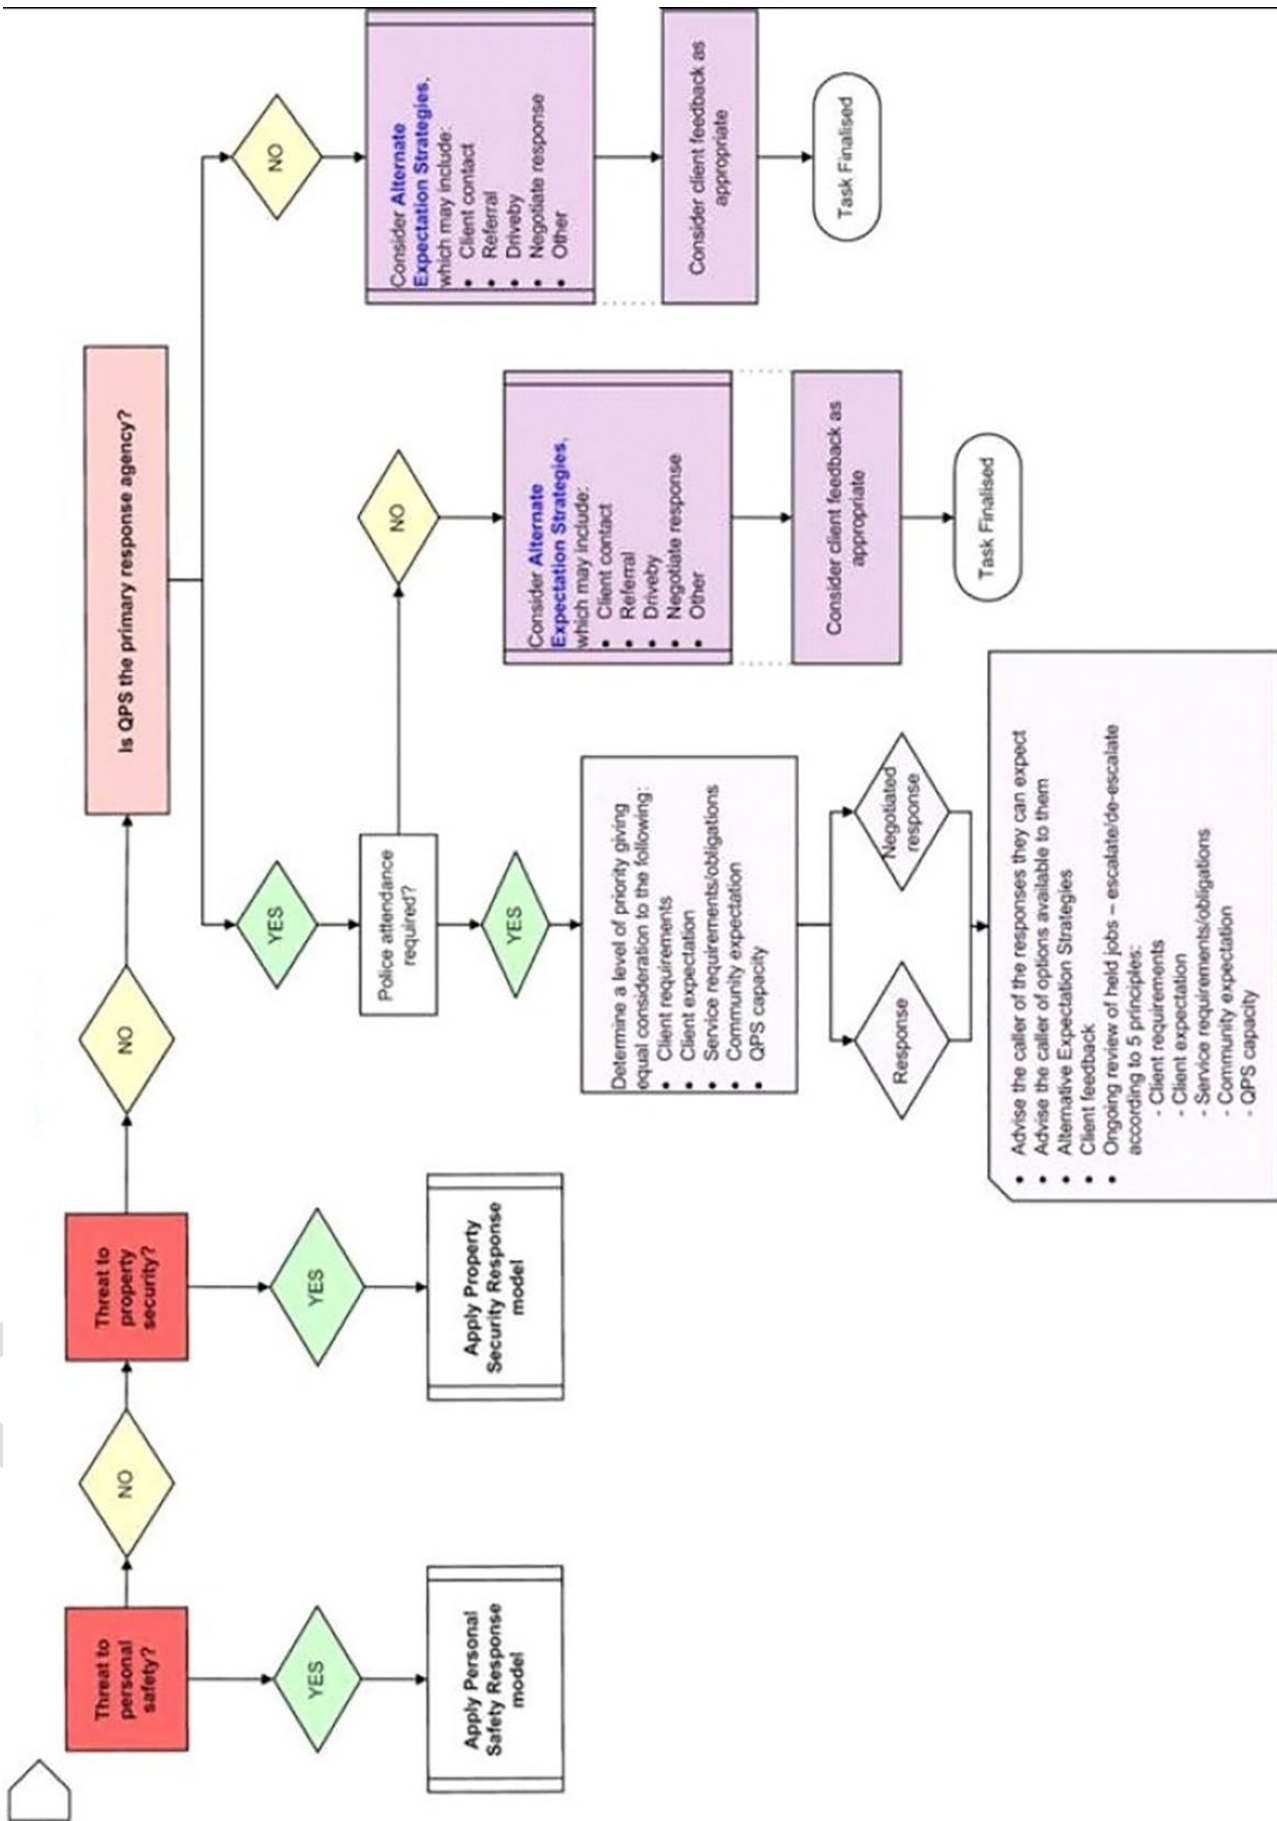 Threat to
personal
safety?
NO
Threat to
property
security?
NO
Is QPS the primary response agency?
YES
Apply Personal
Safety Response
model
YES
Apply Property
Security Response
model
YES
Police attendance
required?
YES
Determine a level of priority giving
equal consideration to the following:
• Client requirements
• Client expectation
• Service requirements/obligations
• Community expectation
• QPS capacity
Response
Negotiated
response
• Advise the caller of the responses they can expect
• Advise the caller of options available to them
• Alternative Expectation Strategies
• Client feedback
• Ongoing review of held jobs – escalate/de-escalate
according to 5 principles:
- Client requirements
- Client expectation
- Service requirements/obligations
- Community expectation
- QPS capacity
NO
Consider Alternate
Expectation Strategies,
which may include:
• Client contact
• Referral
• Driveby
• Negotiate response
• Other
Consider client feedback as
appropriate
Task Finalised
NO
Consider Alternate
Expectation Strategies,
which may include:
• Client contact
• Referral
• Driveby
• Negotiate response
• Other
Consider client feedback as
appropriate
Task Finalised